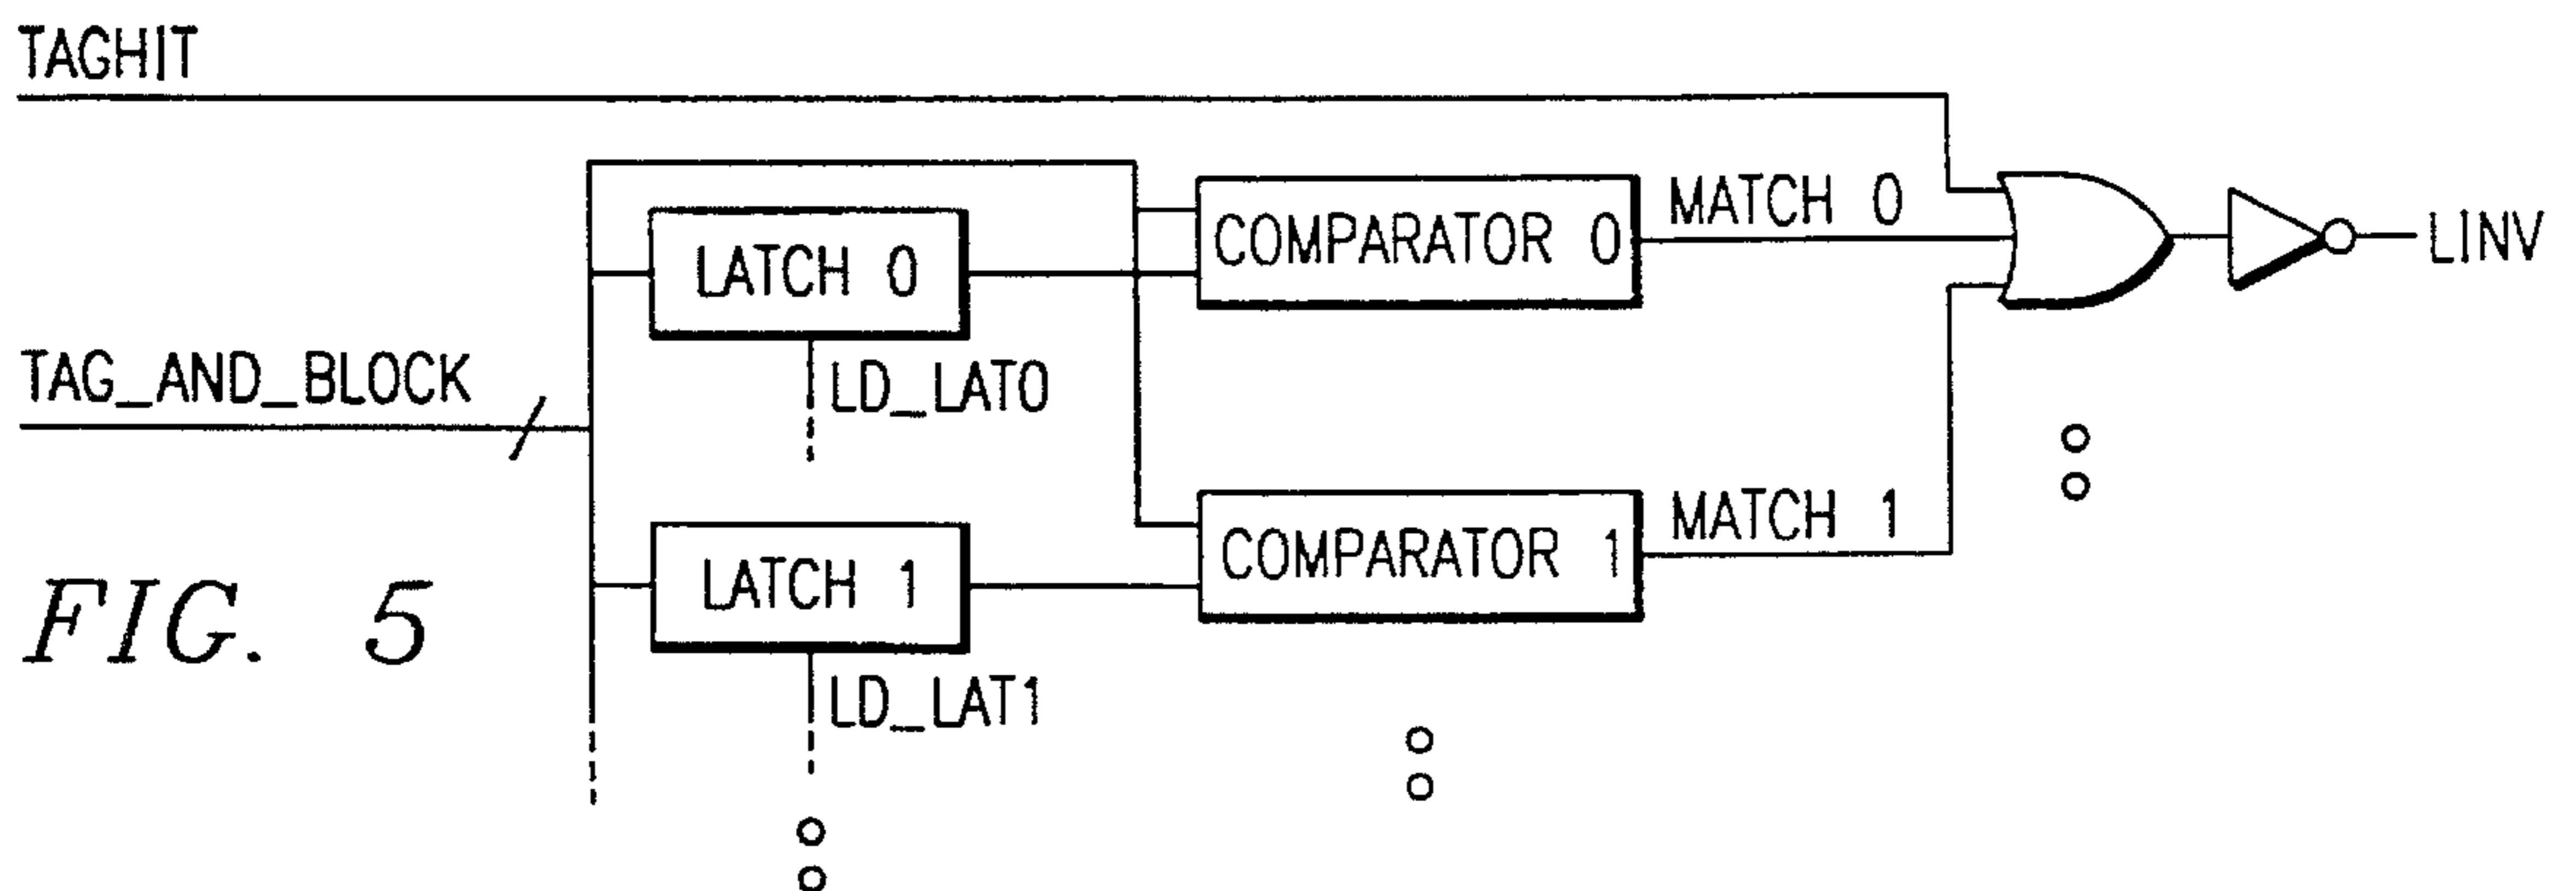 TAGHIT
MATCH 0
COMPARATOR 0
LINV
LATCH 0
TAG_AND_BLOCK
LD_LAT0
MATCH 1
COMPARATOR 1
LATCH 1
FIG. 5
LD_LAT1